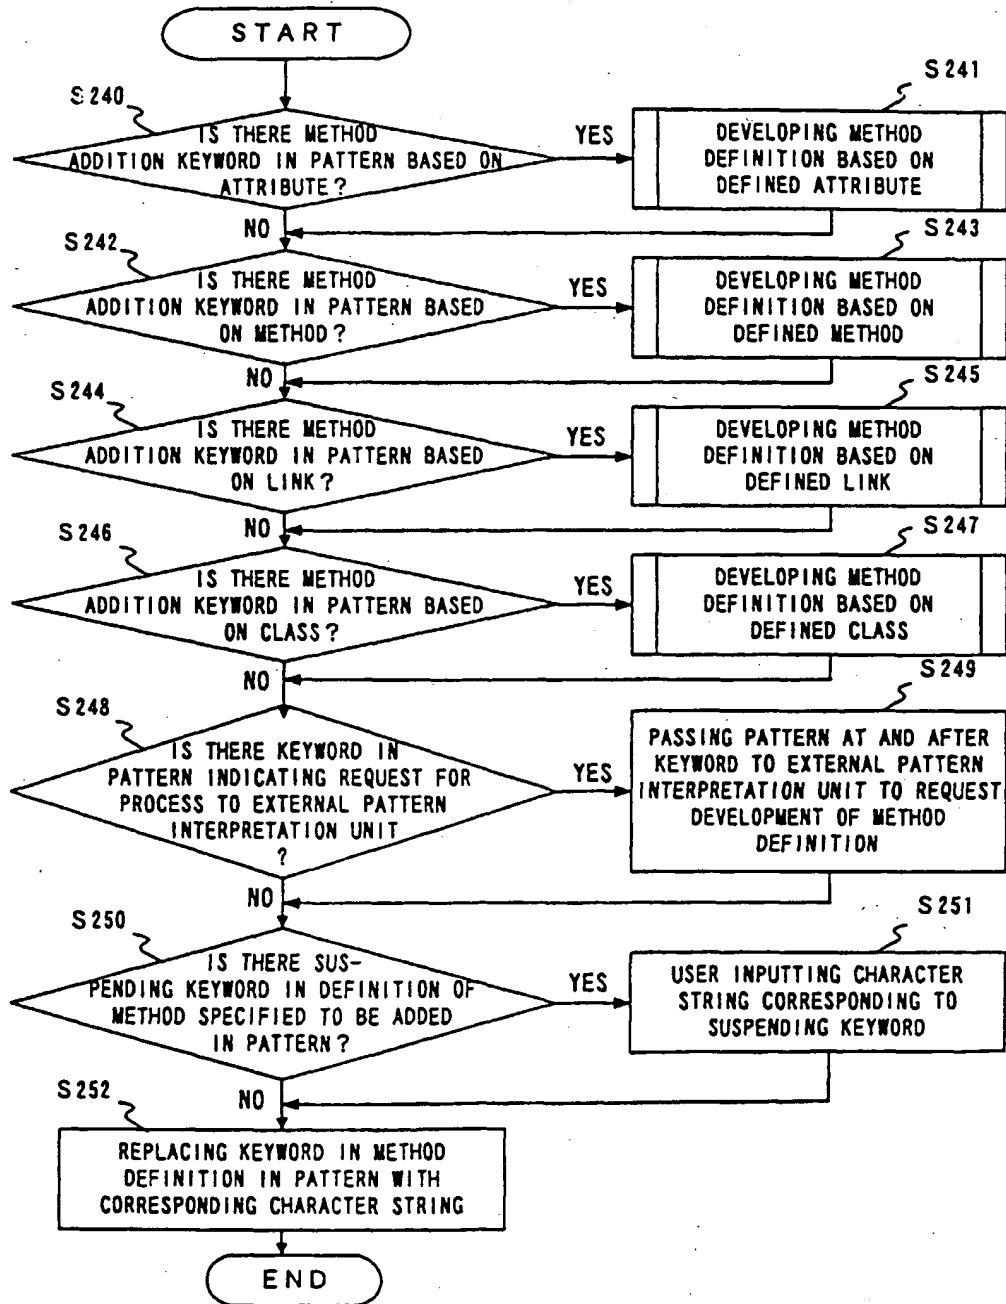 START
S240
IS THERE METHOD
ADDITION KEYWORD IN PATTERN BASED ON
ATTRIBUTE?
YES
S241
DEVELOPING METHOD
DEFINITION BASED ON
DEFINED ATTRIBUTE
NO
S242
IS THERE METHOD
ADDITION KEYWORD IN PATTERN BASED
ON METHOD?
YES
S243
DEVELOPING METHOD
DEFINITION BASED ON
DEFINED METHOD
NO
S244
IS THERE METHOD
ADDITION KEYWORD IN PATTERN BASED
ON LINK?
YES
S245
DEVELOPING METHOD
DEFINITION BASED ON
DEFINED LINK
NO
S246
IS THERE METHOD
ADDITION KEYWORD IN PATTERN BASED
ON CLASS?
YES
S247
DEVELOPING METHOD
DEFINITION BASED ON
DEFINED CLASS
NO
S248
IS THERE KEYWORD IN
PATTERN INDICATING REQUEST FOR
PROCESS TO EXTERNAL PATTERN
INTERPRETATION UNIT
?
YES
S249
PASSING PATTERN AT AND AFTER
KEYWORD TO EXTERNAL PATTERN
INTERPRETATION UNIT TO REQUEST
DEVELOPMENT OF METHOD
DEFINITION
NO
S250
IS THERE SUS-
PENDING KEYWORD IN DEFINITION OF
METHOD SPECIFIED TO BE ADDED
IN PATTERN?
YES
S251
USER INPUTTING CHARACTER
STRING CORRESPONDING TO
SUSPENDING KEYWORD
NO
S252
REPLACING KEYWORD IN METHOD
DEFINITION IN PATTERN WITH
CORRESPONDING CHARACTER STRING
END